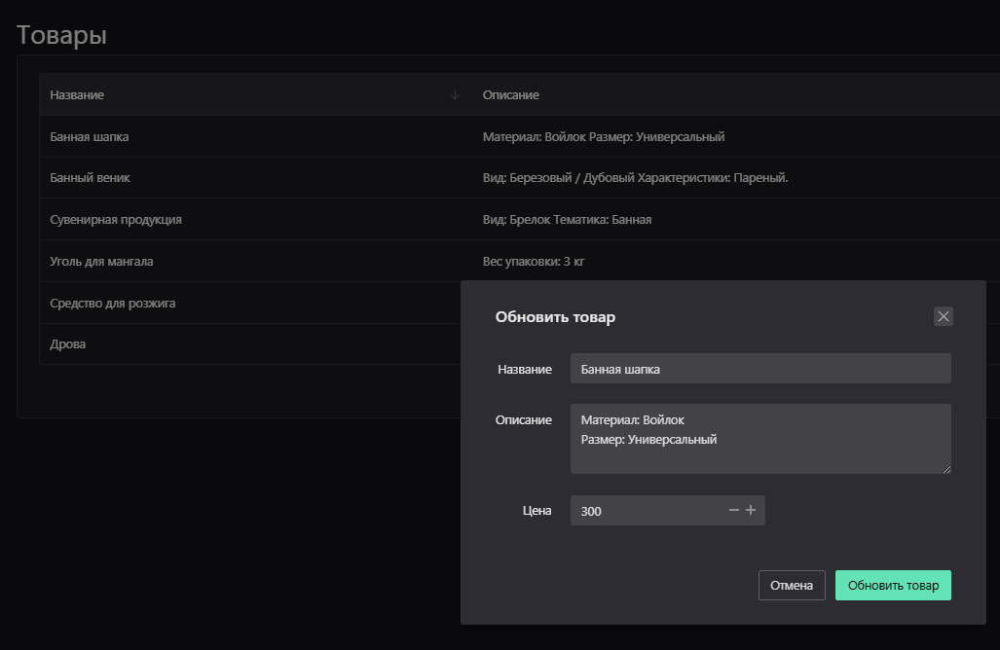 Товары
Название Описание
Банная шапка Материал: Войлок Размер: Универсальный
Банный веник Вид: Березовый / Дубовый Характеристики: Пареный.
Сувенирная продукция Вид: Брелок Тематика: Банная
Уголь для мангала Вес упаковки: 3 кг
Средство для розжига
Дрова
Обновить товар
Название Банная шапка
Описание Материал: Войлок
Размер: Универсальный
Цена 300
Отмена Обновить товар